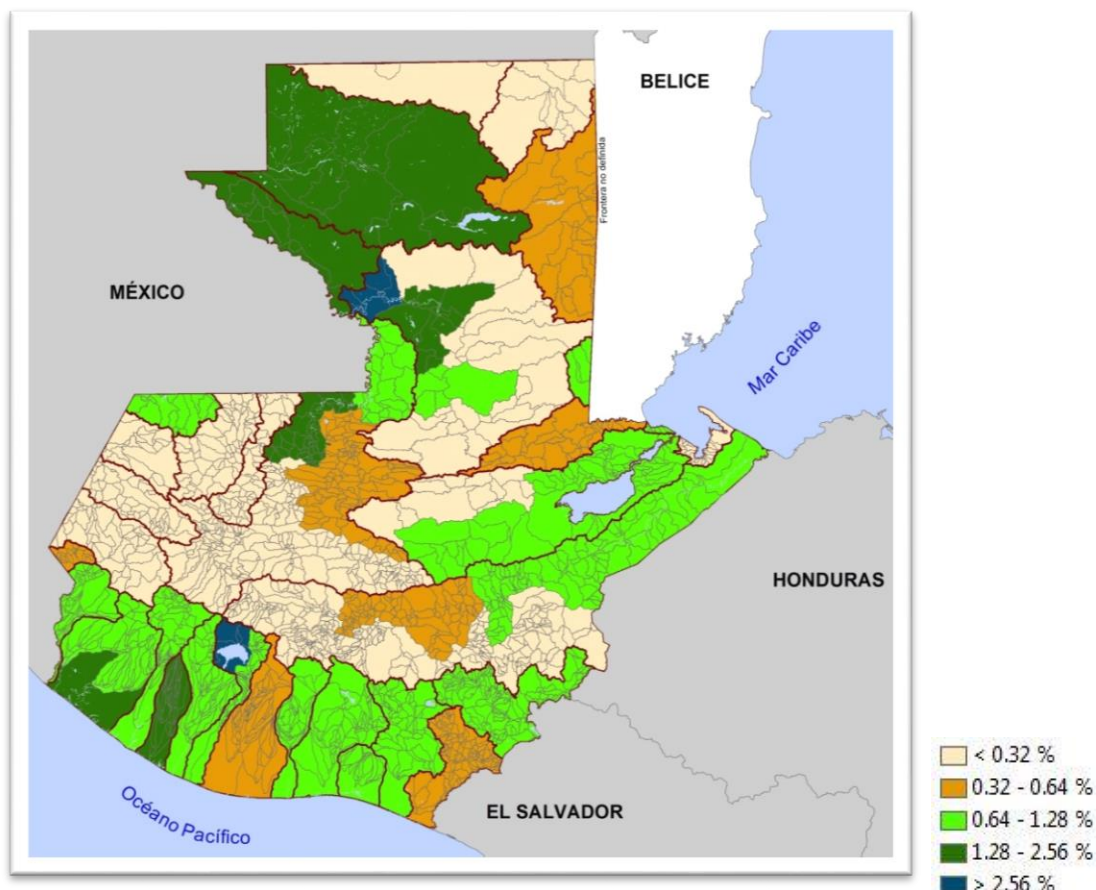 BELICE
Frontera no definida
MÉXICO
Mar Caribe
HONDURAS
EL SALVADOR
Océano Pacífico
< 0.32 %
0.32 - 0.64 %
0.64 - 1.28 %
1.28 - 2.56 %
> 2.56 %